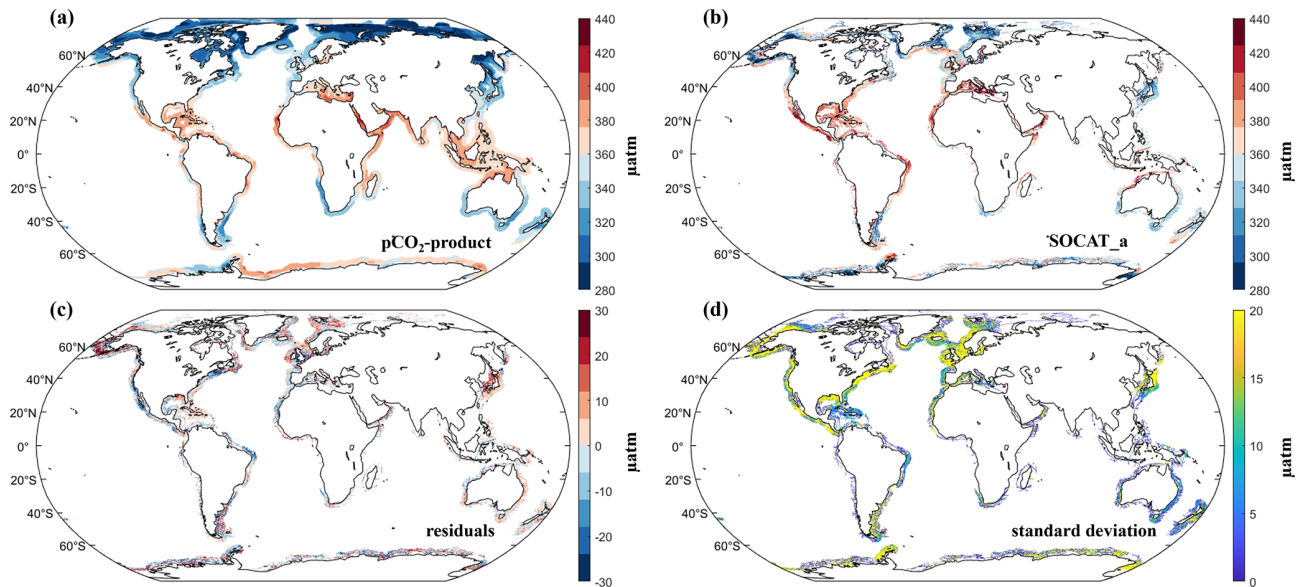 (a)
60°N
40°N
20°N
0°
20°S
40°S
60°S
pCO₂-product
440
420
400
380
360
340
320
300
280
µatm
(b)
60°N
40°N
20°N
0°
20°S
40°S
60°S
SOCAT_a
440
420
400
380
360
340
320
300
280
µatm
(c)
60°N
40°N
20°N
0°
20°S
40°S
60°S
residuals
30
20
10
0
-10
-20
-30
µatm
(d)
60°N
40°N
20°N
0°
20°S
40°S
60°S
standard deviation
20
15
10
5
0
µatm